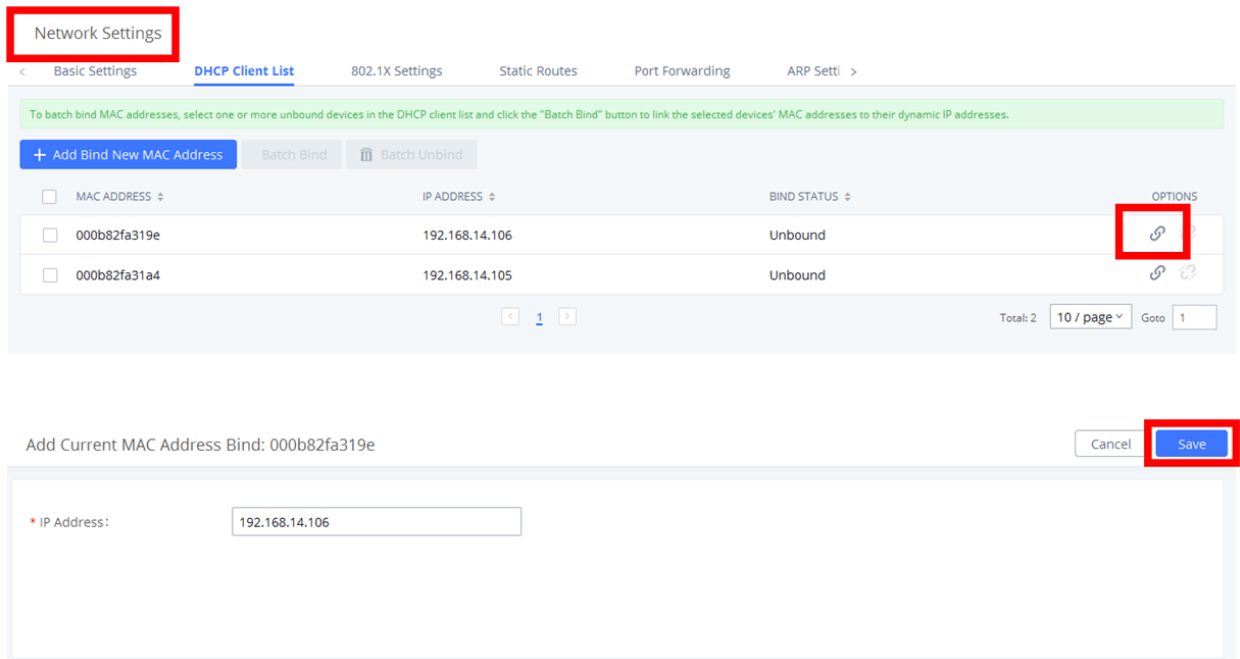 Network Settings
< Basic Settings DHCP Client List 802.1X Settings Static Routes Port Forwarding ARP Setti >
To batch bind MAC addresses, select one or more unbound devices in the DHCP client list and click the "Batch Bind" button to link the selected devices' MAC addresses to their dynamic IP addresses.
+ Add Bind New MAC Address Batch Bind Batch Unbind
MAC ADDRESS IP ADDRESS BIND STATUS OPTIONS
000b82fa319e 192.168.14.106 Unbound
000b82fa31a4 192.168.14.105 Unbound
< 1 > Total: 2 10 / page Goto 1
Add Current MAC Address Bind: 000b82fa319e Cancel Save
* IP Address: 192.168.14.106